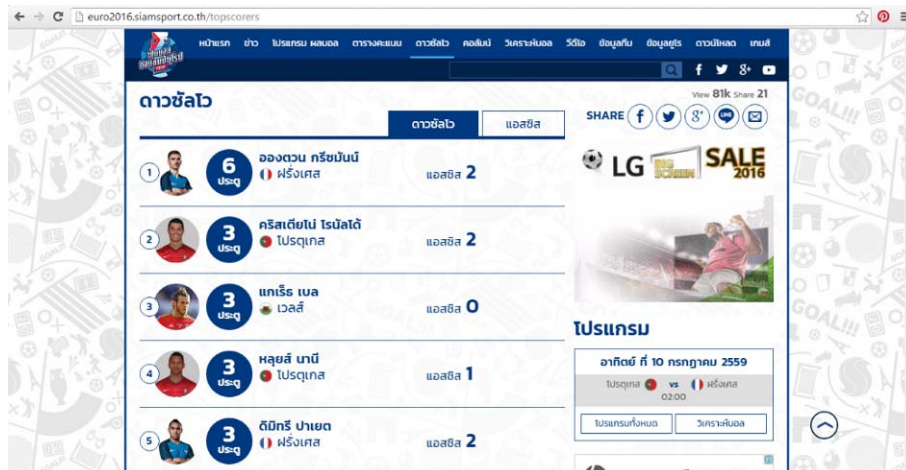 euro2016.siamsport.co.th/topscorers
หน้าแรก ข่าว โปรแกรม ผลบอล ตารางคะแนน ดาวซัลโว คอลัมน์ วิเคราะห์บอล วีดีโอ ข้อมูลทีม ข้อมูลยูโร ดาวน์โหลด เกมส์
ดาวซัลโว
View 81k Share 21
SHARE
ดาวซัลโว แอสซิส
1
6
ประตู
อองตวน กรีซมันน์
ฝรั่งเศส
แอสซิส 2
2
3
ประตู
คริสเตียโน่ โรนัลโด้
โปรตุเกส
แอสซิส 2
3
3
ประตู
แกเร็ธ เบล
เวลส์
แอสซิส 0
4
3
ประตู
หลุยส์ นานี
โปรตุเกส
แอสซิส 1
5
3
ประตู
ดิมิทรี ปาเยต
ฝรั่งเศส
แอสซิส 2
LG BIG SCREEN SALE 2016
โปรแกรม
อาทิตย์ ที่ 10 กรกฎาคม 2559
โปรตุเกส vs ฝรั่งเศส
02:00
โปรแกรมทั้งหมด วิเคราะห์บอล